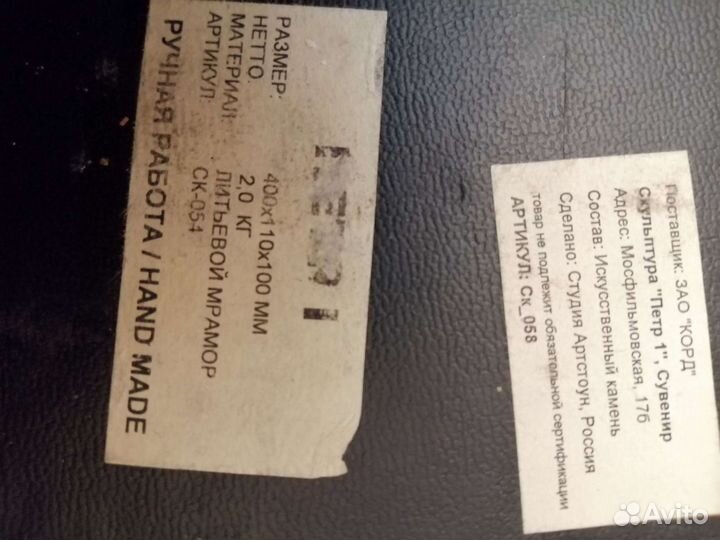 РАЗМЕР: 400х110х100 ММ
НЕТТО: 2,0 КГ
МАТЕРИАЛ: ЛИТЬЕВОЙ МРАМОР
АРТИКУЛ: СК-054
РУЧНАЯ РАБОТА / HAND MADE
Поставщик: ЗАО "КОРД"
Скульптура "Петр 1", Сувенир
Адрес: Мосфильмовская, 17б
Состав: Искусственный камень
Сделано: Студия Артстоун, Россия
товар не подлежит обязательной сертификации
АРТИКУЛ: Ск_058
Avito